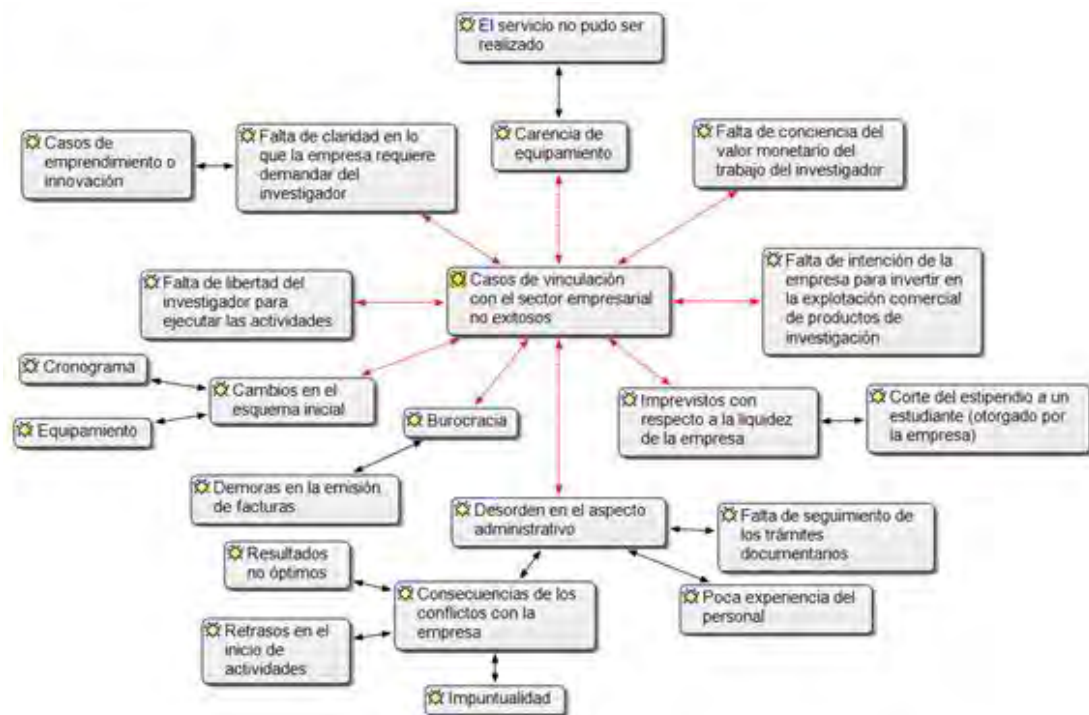 El servicio no pudo ser
realizado
Casos de
emprendimiento o
innovación
Falta de claridad en lo
que la empresa requiere
demandar del
investigador
Carencia de
equipamiento
Falta de conciencia del
valor monetario del
trabajo del investigador
Falta de libertad del
investigador para
ejecutar las actividades
Casos de vinculación
con el sector empresarial
no exitosos
Falta de intención de la
empresa para invertir en
la explotación comercial
de productos de
investigación
Cronograma
Equipamiento
Cambios en el
esquema inicial
Burocracia
Imprevistos con
respecto a la liquidez
de la empresa
Corte del estipendio a un
estudiante (otorgado por
la empresa)
Demoras en la emisión
de facturas
Desorden en el aspecto
administrativo
Falta de seguimiento de
los trámites
documentarios
Resultados
no óptimos
Consecuencias de los
conflictos con la
empresa
Poca experiencia del
personal
Retrasos en el
inicio de
actividades
Impuntualidad